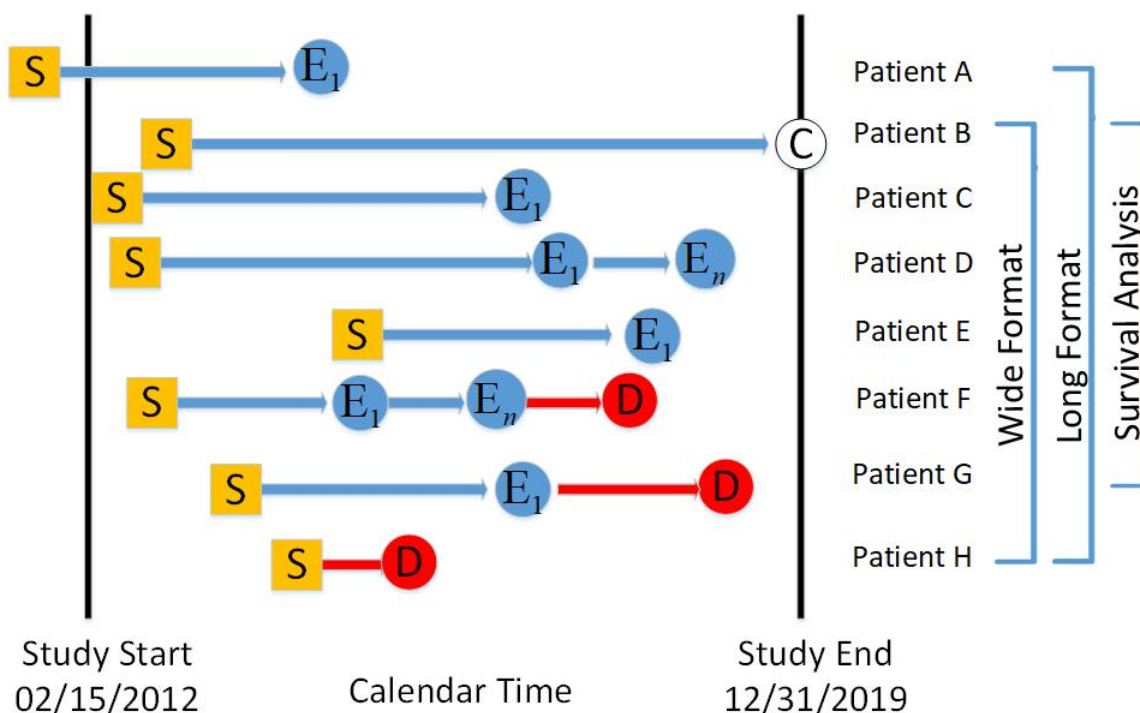 S E1 Patient A
S C Patient B
S E1 Patient C
S E1 En Patient D
S E1 Patient E
S E1 En D Patient F
S E1 D Patient G
S D Patient H
Wide Format
Long Format
Survival Analysis
Study Start
02/15/2012
Calendar Time
Study End
12/31/2019